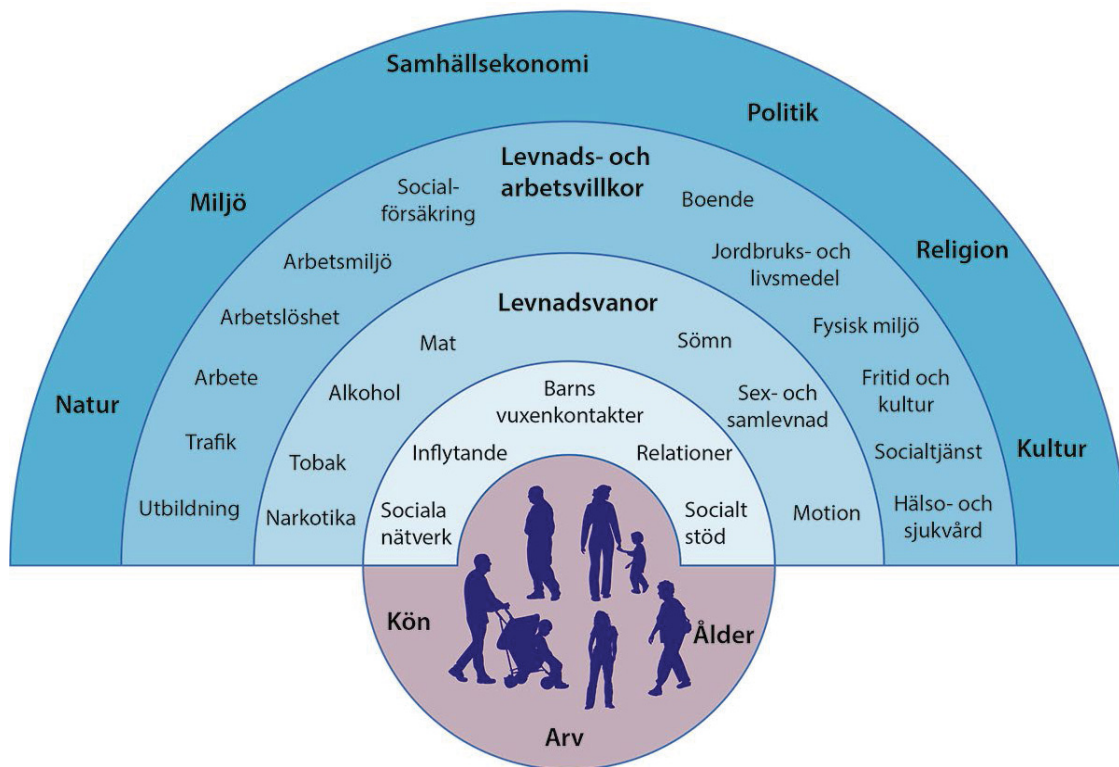 Samhällsekonomi
Politik
Miljö
Religion
Natur
Kultur
Levnads- och
arbetsvillkor
Social-
försäkring
Boende
Arbetsmiljö
Jordbruks- och
livsmedel
Arbetslöshet
Fysisk miljö
Arbete
Fritid och
kultur
Trafik
Socialtjänst
Utbildning
Hälso- och
sjukvård
Levnadsvanor
Mat
Sömn
Alkohol
Sex- och
samlevnad
Tobak
Narkotika
Motion
Barns
vuxenkontakter
Inflytande
Relationer
Sociala
nätverk
Socialt
stöd
Kön
Ålder
Arv